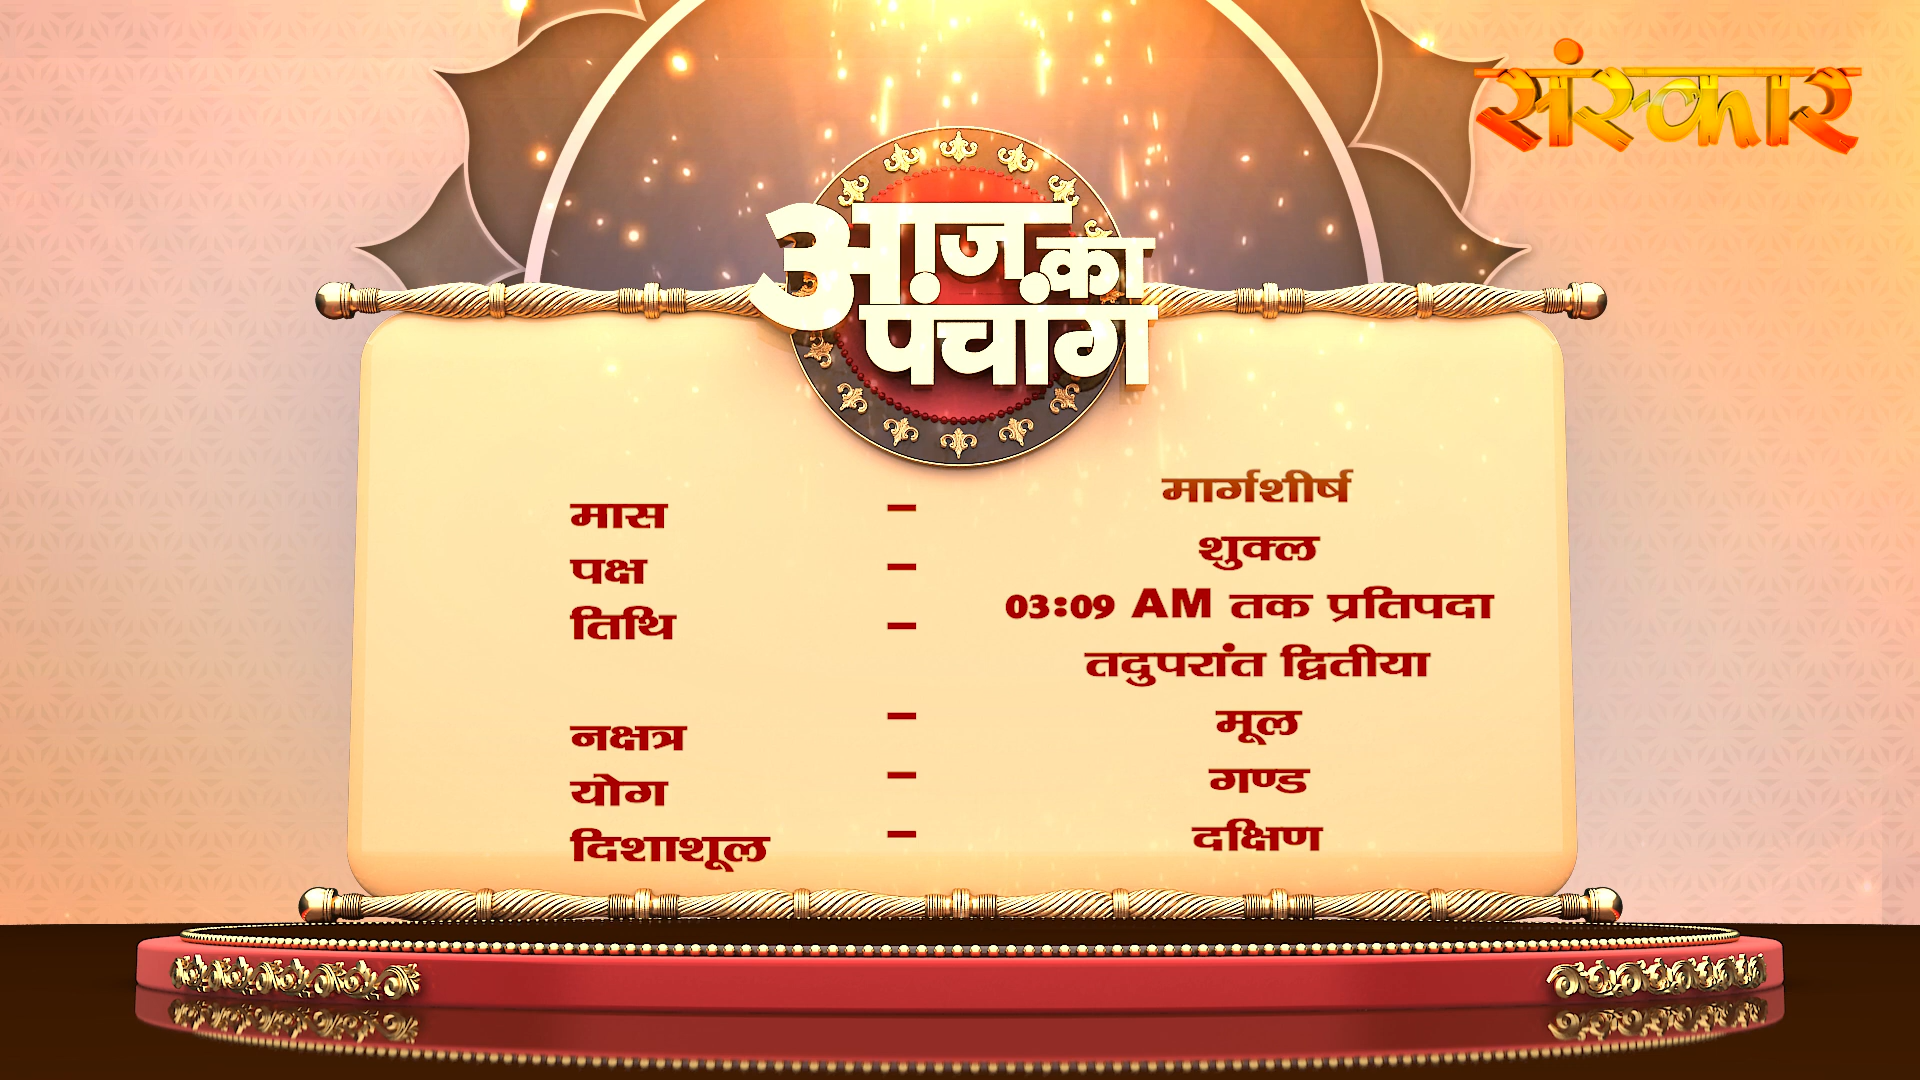 संस्कार
आज का
पंचांग
मास – मार्गशीर्ष
पक्ष – शुक्ल
तिथि – 03:09 AM तक प्रतिपदा
तदुपरांत द्वितीया
नक्षत्र – मूल
योग – गण्ड
दिशाशूल – दक्षिण